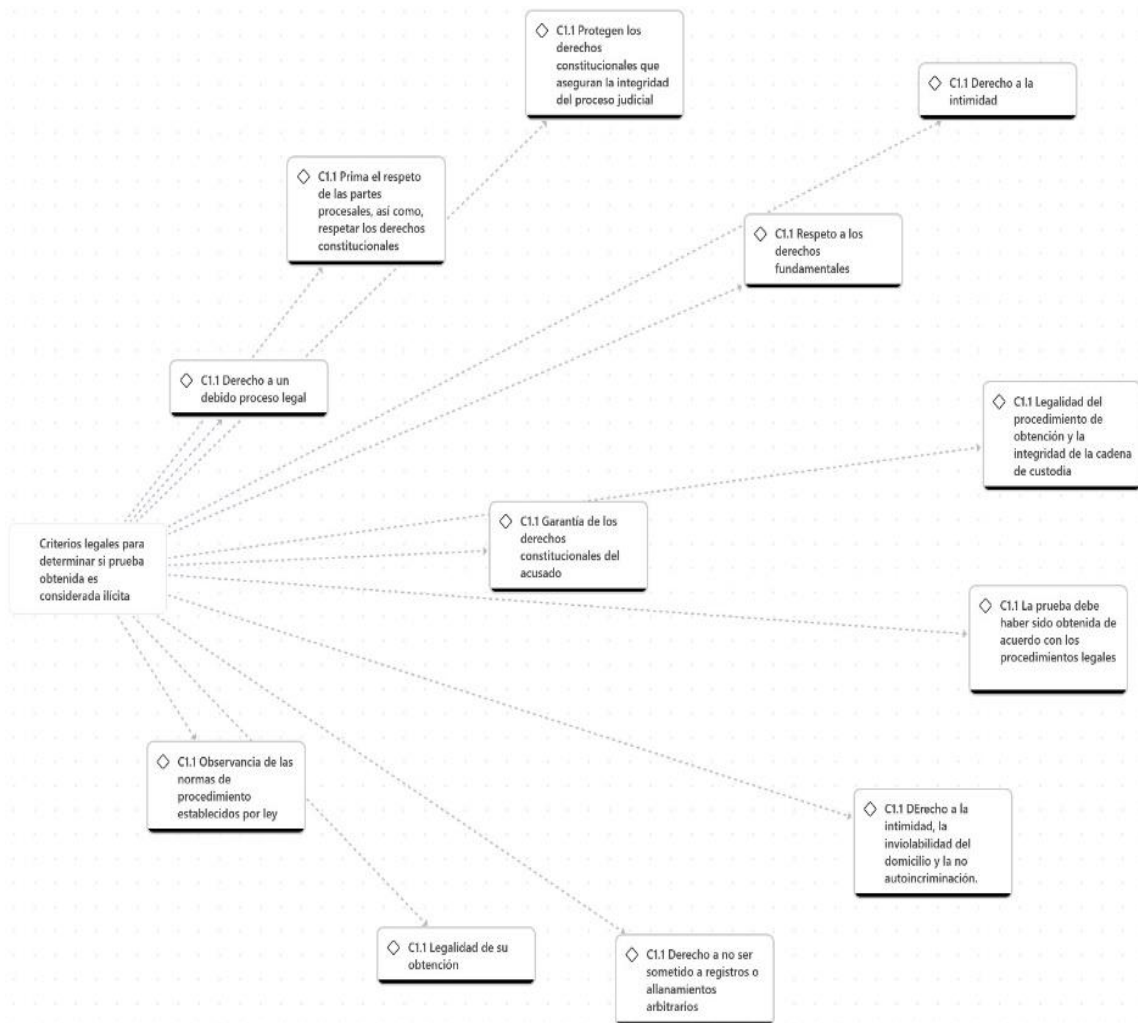 C1.1 Protegen los
derechos
constitucionales que
aseguran la integridad
del proceso judicial
C1.1 Derecho a la
intimidad
C1.1 Prima el respeto
de las partes
procesales, así como,
respetar los derechos
constitucionales
C1.1 Respeto a los
derechos
fundamentales
C1.1 Derecho a un
debido proceso legal
C1.1 Legalidad del
procedimiento de
obtención y la
integridad de la cadena
de custodia
C1.1 Garantía de los
derechos
constitucionales del
acusado
Criterios legales para
determinar si prueba
obtenida es
considerada ilícita
C1.1 La prueba debe
haber sido obtenida de
acuerdo con los
procedimientos legales
C1.1 Observancia de las
normas de
procedimiento
establecidos por ley
C1.1 DErecho a la
intimidad, la
inviolabilidad del
domicilio y la no
autoincriminación.
C1.1 Legalidad de su
obtención
C1.1 Derecho a no ser
sometido a registros o
allanamientos
arbitrarios